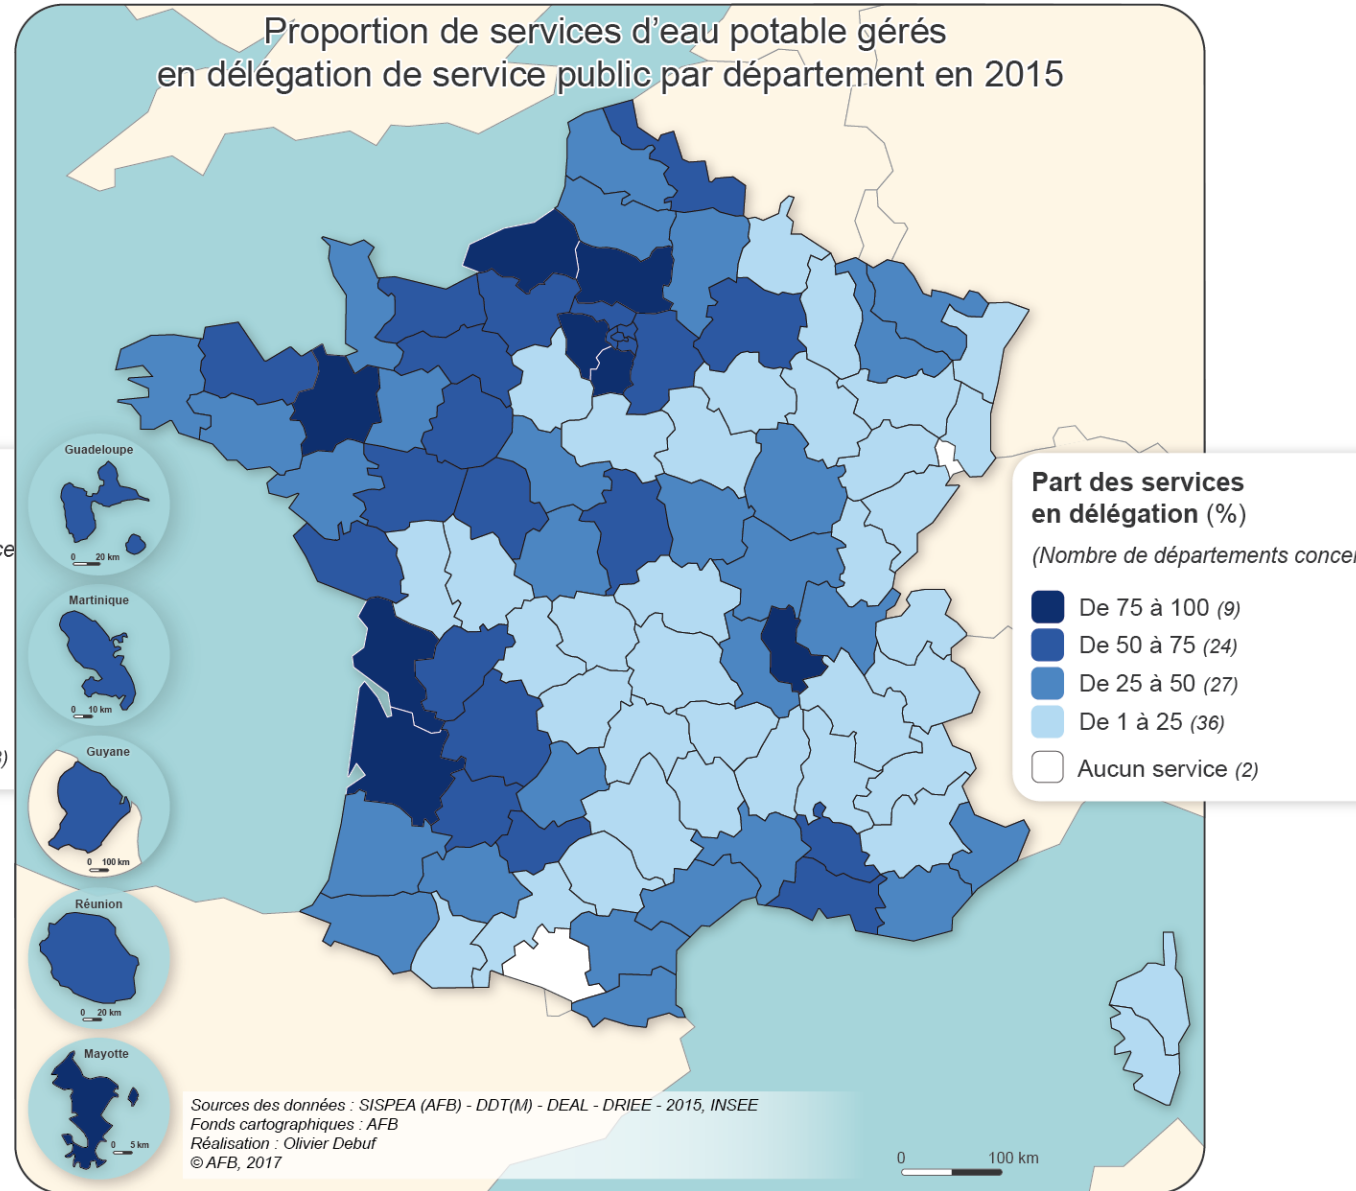 Proportion de services d'eau potable gérés
en délégation de service public par département en 2015
Guadeloupe
0 20 km
Martinique
0 10 km
Guyane
0 100 km
Réunion
0 20 km
Mayotte
0 5 km
Part des services
en délégation (%)
(Nombre de départements concer
De 75 à 100 (9)
De 50 à 75 (24)
De 25 à 50 (27)
De 1 à 25 (36)
Aucun service (2)
Sources des données : SISPEA (AFB) - DDT(M) - DEAL - DRIEE - 2015, INSEE
Fonds cartographiques : AFB
Réalisation : Olivier Debuf
© AFB, 2017
0 100 km